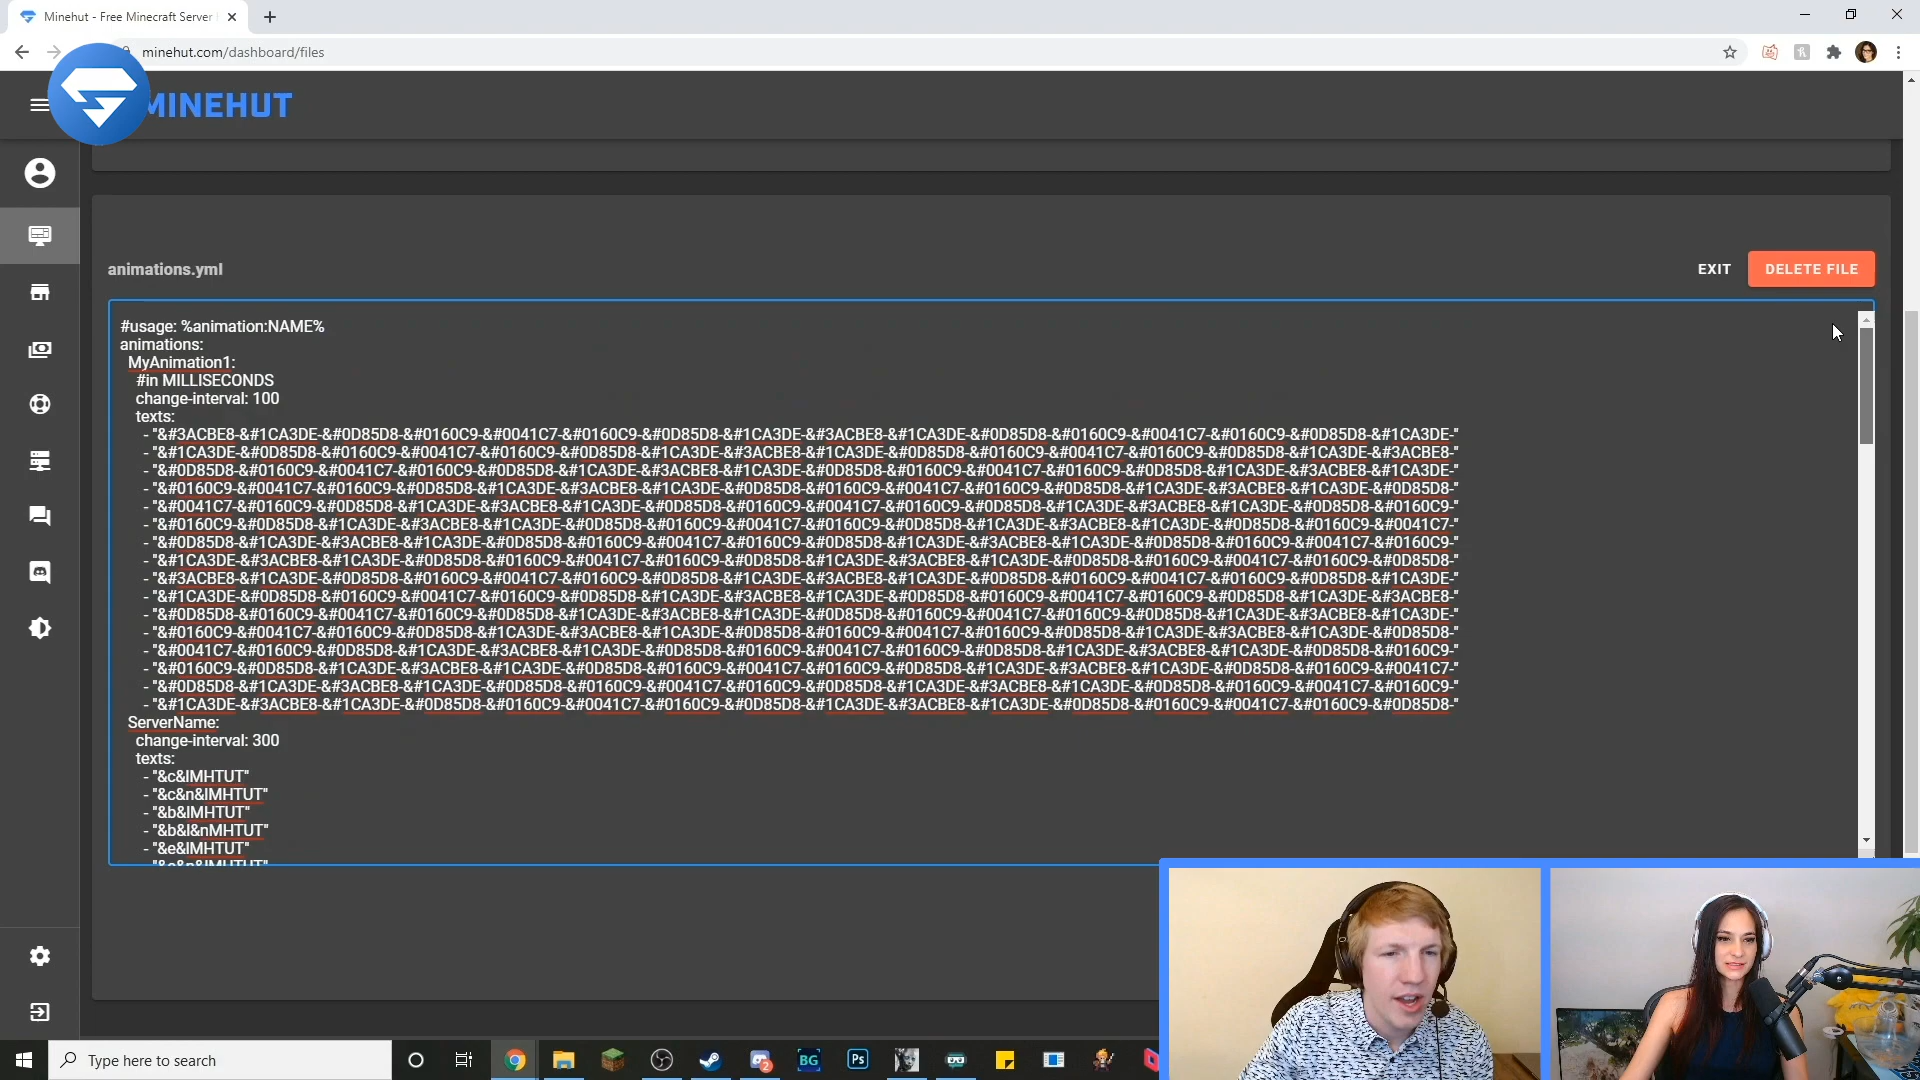 Minehut - Free Minecraft Server
minehut.com/dashboard/files
MINEHUT
animations.yml
EXIT
DELETE FILE
#usage: %animation:NAME%
animations:
MyAnimation1:
#in MILLISECONDS
change-interval: 100
texts:
- "&#3ACBE8-&#1CA3DE-&#0D85D8-&#0160C9-&#0041C7-&#0160C9-&#0D85D8-&#1CA3DE-&#3ACBE8-&#1CA3DE-&#0D85D8-&#0160C9-&#0041C7-&#0160C9-&#0D85D8-&#1CA3DE-"
- "&#1CA3DE-&#0D85D8-&#0160C9-&#0041C7-&#0160C9-&#0D85D8-&#1CA3DE-&#3ACBE8-&#1CA3DE-&#0D85D8-&#0160C9-&#0041C7-&#0160C9-&#0D85D8-&#1CA3DE-&#3ACBE8-"
- "&#0D85D8-&#0160C9-&#0041C7-&#0160C9-&#0D85D8-&#1CA3DE-&#3ACBE8-&#1CA3DE-&#0D85D8-&#0160C9-&#0041C7-&#0160C9-&#0D85D8-&#1CA3DE-&#3ACBE8-&#1CA3DE-"
- "&#0160C9-&#0041C7-&#0160C9-&#0D85D8-&#1CA3DE-&#3ACBE8-&#1CA3DE-&#0D85D8-&#0160C9-&#0041C7-&#0160C9-&#0D85D8-&#1CA3DE-&#3ACBE8-&#1CA3DE-&#0D85D8-"
- "&#0041C7-&#0160C9-&#0D85D8-&#1CA3DE-&#3ACBE8-&#1CA3DE-&#0D85D8-&#0160C9-&#0041C7-&#0160C9-&#0D85D8-&#1CA3DE-&#3ACBE8-&#1CA3DE-&#0D85D8-&#0160C9-"
- "&#0160C9-&#0D85D8-&#1CA3DE-&#3ACBE8-&#1CA3DE-&#0D85D8-&#0160C9-&#0041C7-&#0160C9-&#0D85D8-&#1CA3DE-&#3ACBE8-&#1CA3DE-&#0D85D8-&#0160C9-&#0041C7-"
- "&#0D85D8-&#1CA3DE-&#3ACBE8-&#1CA3DE-&#0D85D8-&#0160C9-&#0041C7-&#0160C9-&#0D85D8-&#1CA3DE-&#3ACBE8-&#1CA3DE-&#0D85D8-&#0160C9-&#0041C7-&#0160C9-"
- "&#1CA3DE-&#3ACBE8-&#1CA3DE-&#0D85D8-&#0160C9-&#0041C7-&#0160C9-&#0D85D8-&#1CA3DE-&#3ACBE8-&#1CA3DE-&#0D85D8-&#0160C9-&#0041C7-&#0160C9-&#0D85D8-"
- "&#3ACBE8-&#1CA3DE-&#0D85D8-&#0160C9-&#0041C7-&#0160C9-&#0D85D8-&#1CA3DE-&#3ACBE8-&#1CA3DE-&#0D85D8-&#0160C9-&#0041C7-&#0160C9-&#0D85D8-&#1CA3DE-"
- "&#1CA3DE-&#0D85D8-&#0160C9-&#0041C7-&#0160C9-&#0D85D8-&#1CA3DE-&#3ACBE8-&#1CA3DE-&#0D85D8-&#0160C9-&#0041C7-&#0160C9-&#0D85D8-&#1CA3DE-&#3ACBE8-"
- "&#0D85D8-&#0160C9-&#0041C7-&#0160C9-&#0D85D8-&#1CA3DE-&#3ACBE8-&#1CA3DE-&#0D85D8-&#0160C9-&#0041C7-&#0160C9-&#0D85D8-&#1CA3DE-&#3ACBE8-&#1CA3DE-"
- "&#0160C9-&#0041C7-&#0160C9-&#0D85D8-&#1CA3DE-&#3ACBE8-&#1CA3DE-&#0D85D8-&#0160C9-&#0041C7-&#0160C9-&#0D85D8-&#1CA3DE-&#3ACBE8-&#1CA3DE-&#0D85D8-"
- "&#0041C7-&#0160C9-&#0D85D8-&#1CA3DE-&#3ACBE8-&#1CA3DE-&#0D85D8-&#0160C9-&#0041C7-&#0160C9-&#0D85D8-&#1CA3DE-&#3ACBE8-&#1CA3DE-&#0D85D8-&#0160C9-"
- "&#0160C9-&#0D85D8-&#1CA3DE-&#3ACBE8-&#1CA3DE-&#0D85D8-&#0160C9-&#0041C7-&#0160C9-&#0D85D8-&#1CA3DE-&#3ACBE8-&#1CA3DE-&#0D85D8-&#0160C9-&#0041C7-"
- "&#0D85D8-&#1CA3DE-&#3ACBE8-&#1CA3DE-&#0D85D8-&#0160C9-&#0041C7-&#0160C9-&#0D85D8-&#1CA3DE-&#3ACBE8-&#1CA3DE-&#0D85D8-&#0160C9-&#0041C7-&#0160C9-"
- "&#1CA3DE-&#3ACBE8-&#1CA3DE-&#0D85D8-&#0160C9-&#0041C7-&#0160C9-&#0D85D8-&#1CA3DE-&#3ACBE8-&#1CA3DE-&#0D85D8-&#0160C9-&#0041C7-&#0160C9-&#0D85D8-"
ServerName:
change-interval: 300
texts:
- "&c&lMHTUT"
- "&c&n&lMHTUT"
- "&b&lMHTUT"
- "&b&l&nMHTUT"
- "&e&lMHTUT"
Type here to search
2
BG
Ps